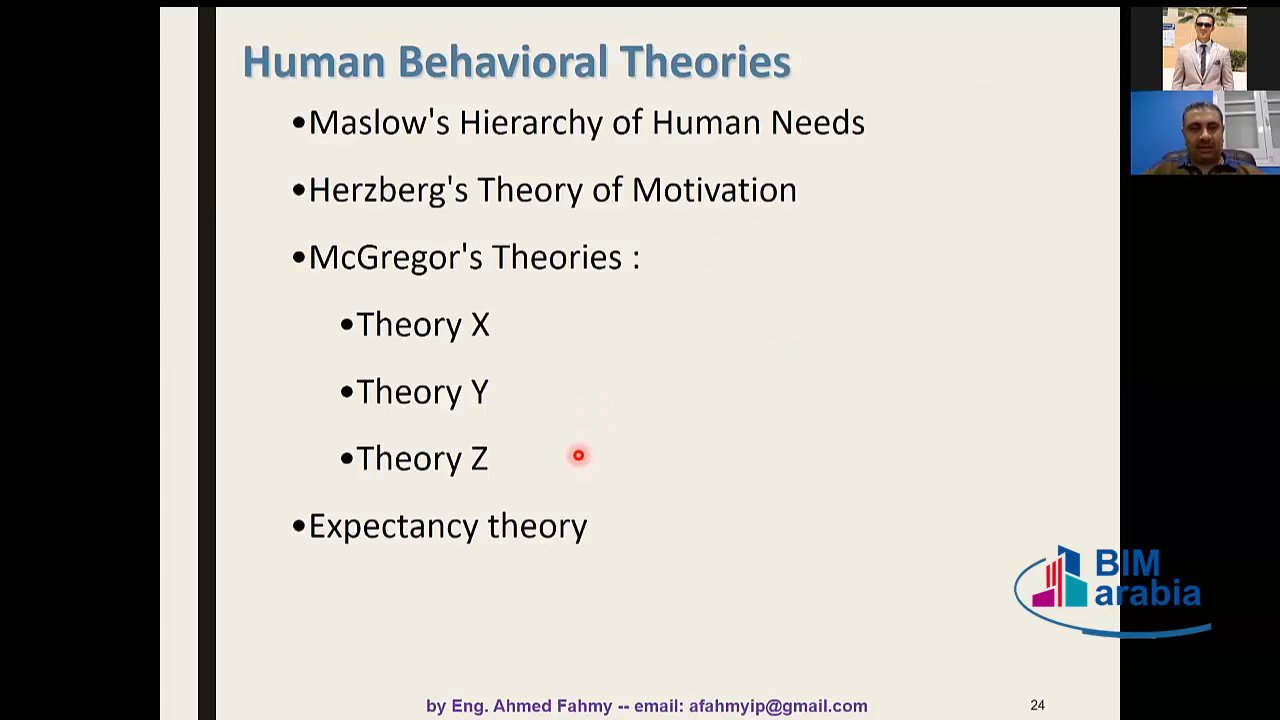 Human Behavioral Theories
•Maslow's Hierarchy of Human Needs
•Herzberg's Theory of Motivation
•McGregor's Theories :
•Theory X
•Theory Y
•Theory Z
•Expectancy theory
BIM
arabia
by Eng. Ahmed Fahmy -- email: afahmyip@gmail.com
24